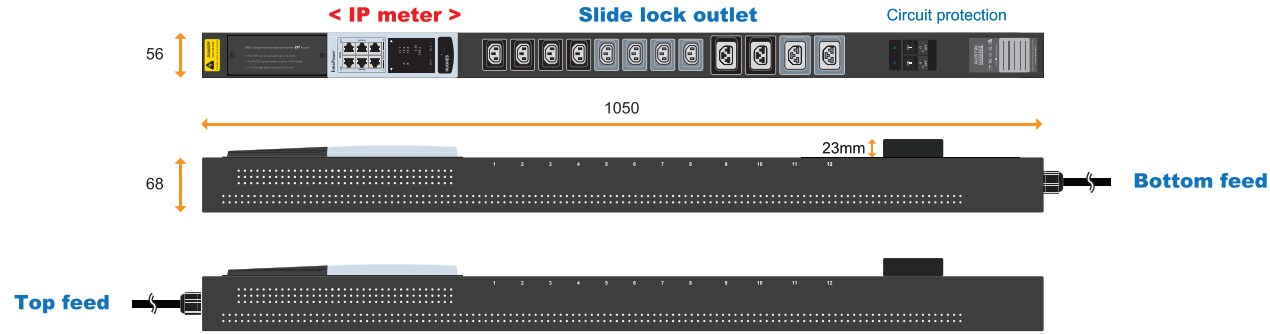 < IP meter >
Slide lock outlet
Circuit protection
56
DANGER
1050
23mm
68
1 2 3 4 5 6 7 8 9 10 11 12
Bottom feed
1 2 3 4 5 6 7 8 9 10 11 12
Top feed